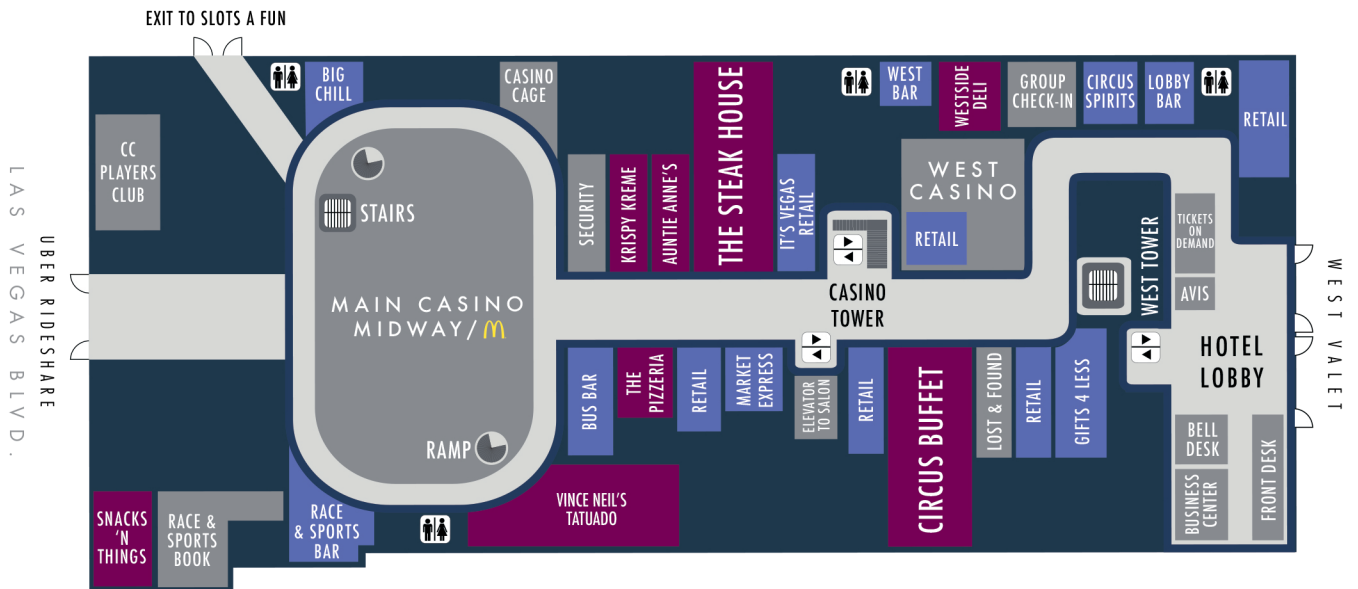 EXIT TO SLOTS A FUN
BIG
CHILL
CASINO
CAGE
THE STEAK HOUSE
WEST
BAR
WESTSIDE
DELI
GROUP
CHECK-IN
CIRCUS
SPIRITS
LOBBY
BAR
RETAIL
CC
PLAYERS
CLUB
STAIRS
SECURITY
KRISPY KREME
AUNTIE ANNE'S
IT'S VEGAS
RETAIL
WEST
CASINO
RETAIL
TICKETS
ON
DEMAND
AVIS
WEST TOWER
LAS VEGAS BLVD.
UBER RIDESHARE
MAIN CASINO
MIDWAY/M
CASINO
TOWER
HOTEL
LOBBY
WEST VALET
BUS BAR
THE
PIZZERIA
RETAIL
MARKET
EXPRESS
ELEVATOR
TO SALON
RETAIL
CIRCUS BUFFET
LOST & FOUND
RETAIL
GIFTS 4 LESS
RAMP
BELL
DESK
BUSINESS
CENTER
FRONT DESK
SNACKS
'N
THINGS
RACE &
SPORTS
BOOK
RACE
& SPORTS
BAR
VINCE NEIL'S
TATUADO